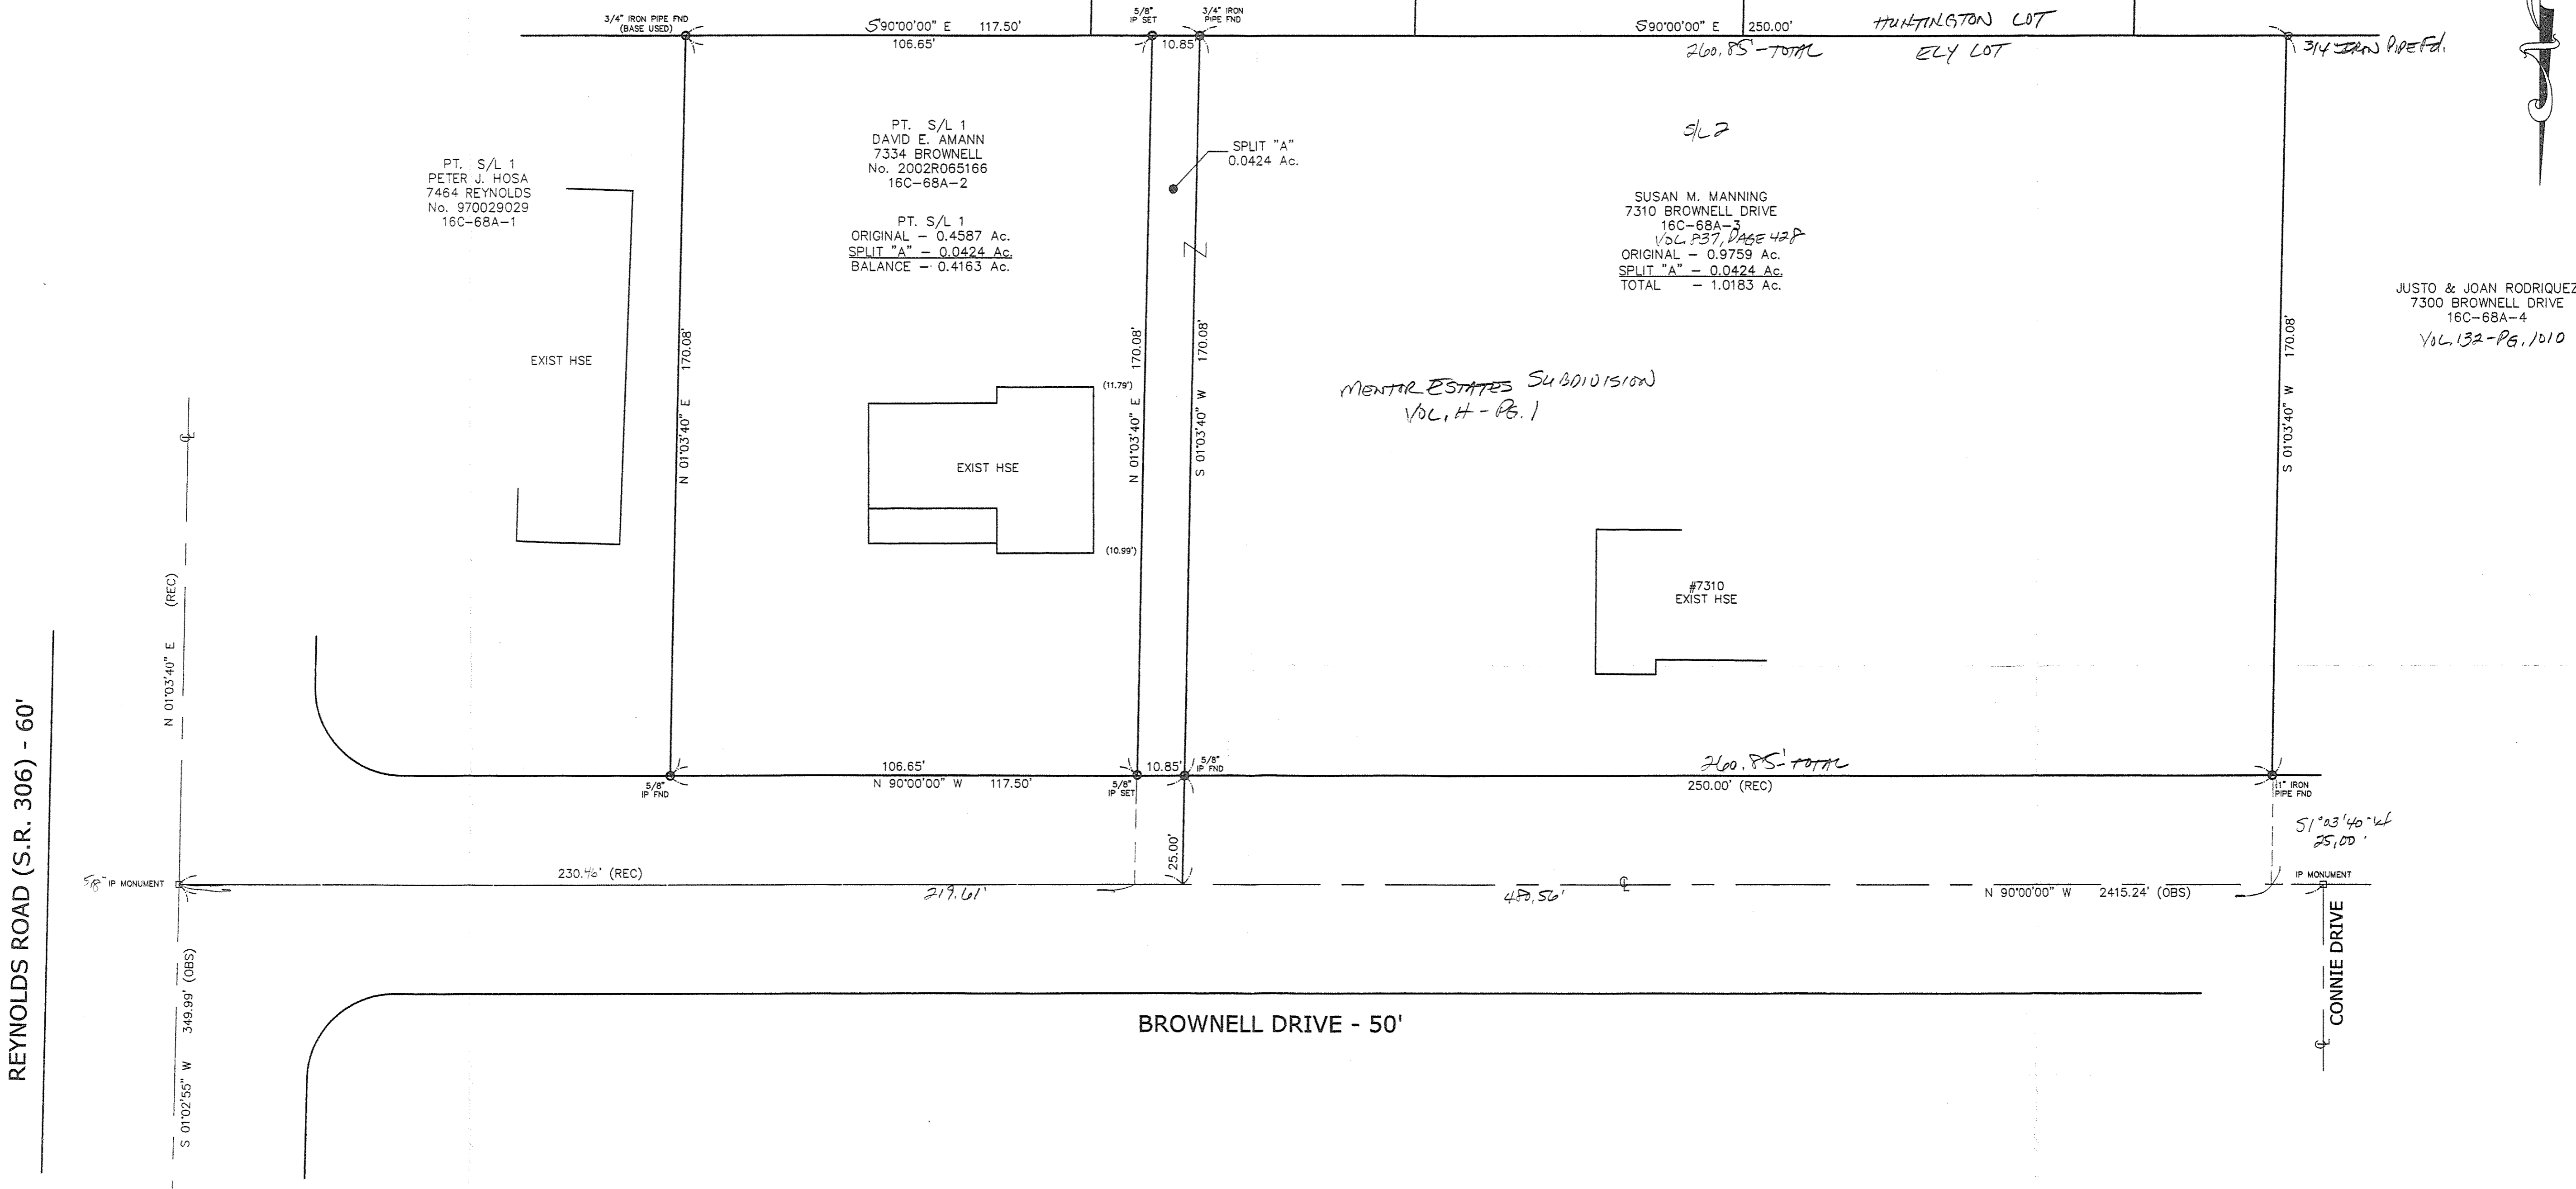 3/4" IRON PIPE FND
(BASE USED)
S90°00'00" E 117.50'
106.65'
5/8"
IP SET
3/4" IRON
PIPE FND
10.85'
S90°00'00" E 250.00'
HUNTINGTON LOT
260.85'-TOTAL
ELY LOT
3/4 IRON PIPE Fd.
PT. S/L 1
PETER J. HOSA
7464 REYNOLDS
No. 970029029
16C-68A-1
PT. S/L 1
DAVID E. AMANN
7334 BROWNELL
No. 2002R065166
16C-68A-2
PT. S/L 1
ORIGINAL - 0.4587 Ac.
SPLIT "A" - 0.0424 Ac.
BALANCE - 0.4163 Ac.
SPLIT "A"
0.0424 Ac.
S/L 2
SUSAN M. MANNING
7310 BROWNELL DRIVE
16C-68A-3
VOL. 837, PAGE 428
ORIGINAL - 0.9759 Ac.
SPLIT "A" - 0.0424 Ac.
TOTAL - 1.0183 Ac.
JUSTO & JOAN RODRIQUEZ
7300 BROWNELL DRIVE
16C-68A-4
VOL. 132-PG. 1010
EXIST HSE
N 01°03'40" E 170.08'
EXIST HSE
(11.79')
(10.99')
N 01°03'40" E 170.08'
S 01°03'40" W 170.08'
Z
MENTOR ESTATES SUBDIVISION
VOL. H - PG. 1
S 01°03'40" W 170.08'
#7310
EXIST HSE
N 01°03'40" E (REC)
106.65'
N 90°00'00" W 117.50'
5/8"
IP FND
5/8"
IP SET
10.85'
5/8"
IP FND
260.85'-TOTAL
250.00' (REC)
1" IRON
PIPE FND
S1°03'40"W
25.00'
25.00'
5/8" IP MONUMENT
230.46' (REC)
219.61'
480.56'
N 90°00'00" W 2415.24' (OBS)
IP MONUMENT
CONNIE DRIVE
REYNOLDS ROAD (S.R. 306) - 60'
S 01°02'55" W 349.99' (OBS)
BROWNELL DRIVE - 50'